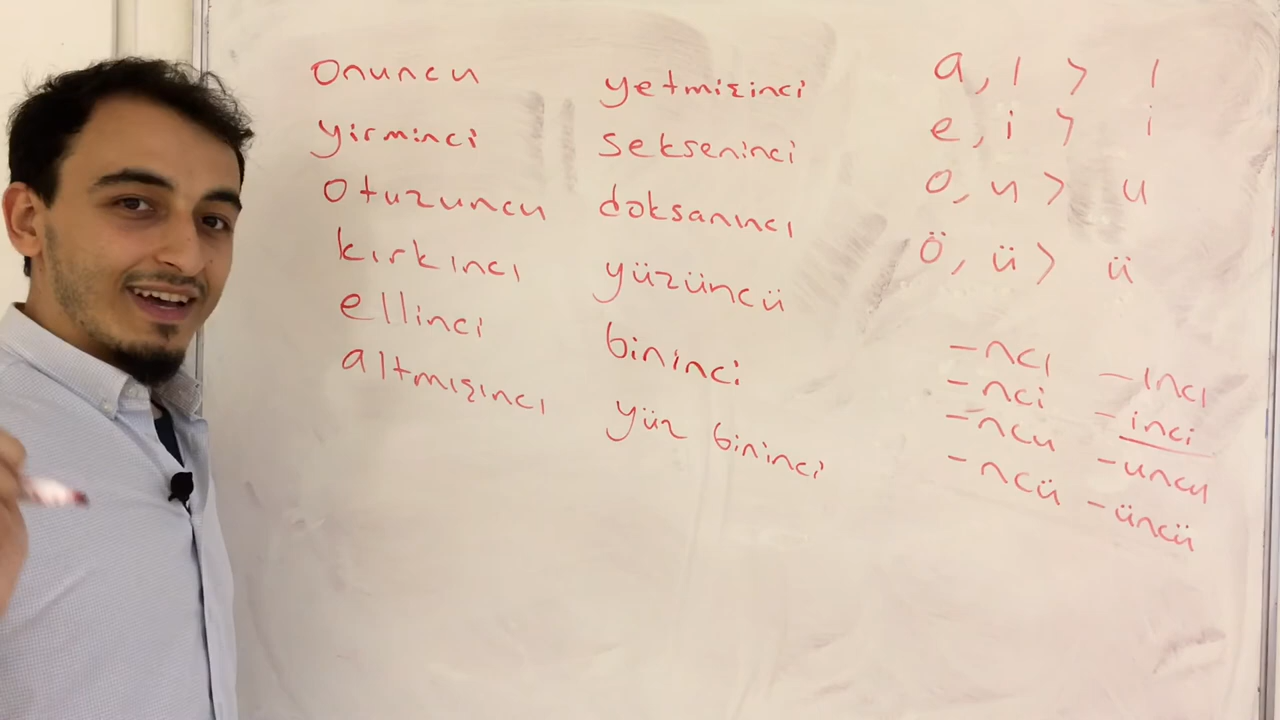 onuncu
yirminci
otuzuncu
kırkıncı
ellinci
altmışıncı
yetmişinci
sekseninci
doksanıncı
yüzüncü
bininci
yüz bininci
a, ı > ı
e, i > i
o, u > u
ö, ü > ü
-ncı -ıncı
-nci -inci
-ncu -uncu
-ncü -üncü